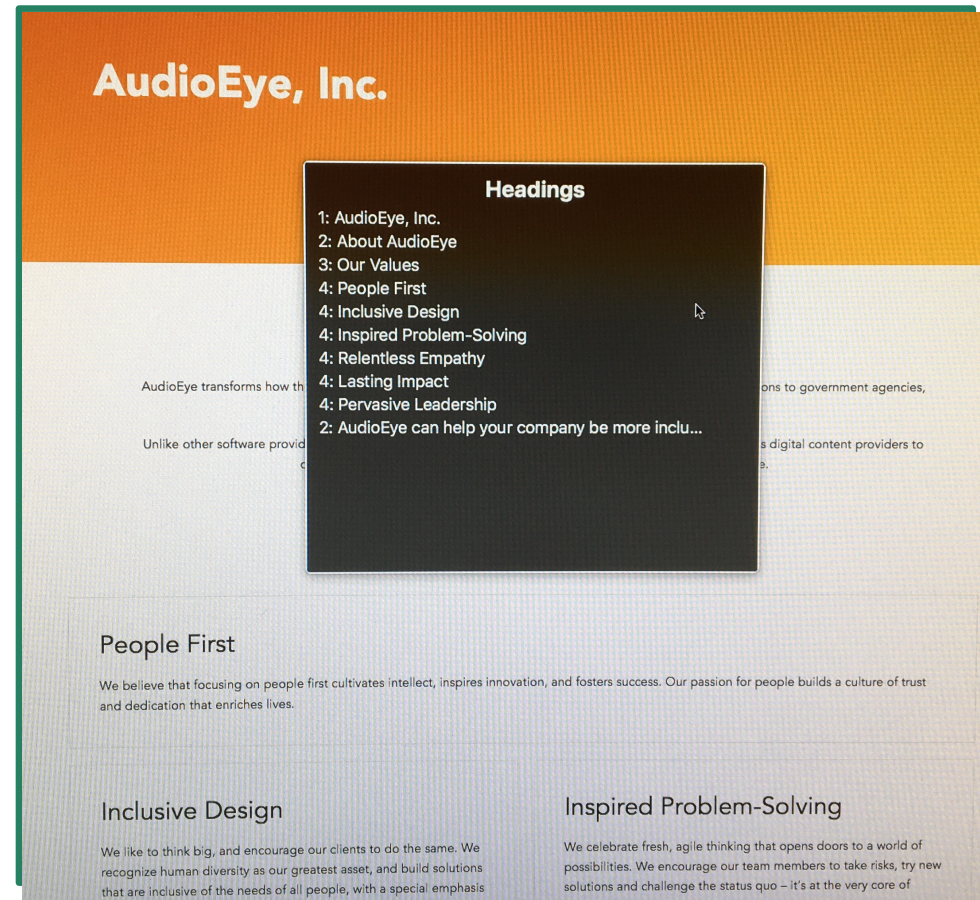 AudioEye, Inc.
Headings
1: AudioEye, Inc.
2: About AudioEye
3: Our Values
4: People First
4: Inclusive Design
4: Inspired Problem-Solving
4: Relentless Empathy
4: Lasting Impact
4: Pervasive Leadership
2: AudioEye can help your company be more inclu...
AudioEye transforms how th
ons to government agencies,
Unlike other software provid
s digital content providers to
People First
We believe that focusing on people first cultivates intellect, inspires innovation, and fosters success. Our passion for people builds a culture of trust
and dedication that enriches lives.
Inclusive Design
We like to think big, and encourage our clients to do the same. We
recognize human diversity as our greatest asset, and build solutions
that are inclusive of the needs of all people, with a special emphasis
Inspired Problem-Solving
We celebrate fresh, agile thinking that opens doors to a world of
possibilities. We encourage our team members to take risks, try new
solutions and challenge the status quo – it's at the very core of